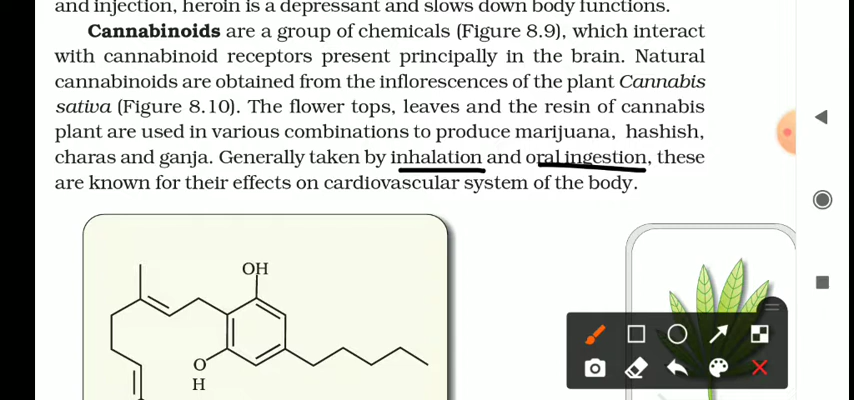 and injection, heroin is a depressant and slows down body functions.
Cannabinoids are a group of chemicals (Figure 8.9), which interact
with cannabinoid receptors present principally in the brain. Natural
cannabinoids are obtained from the inflorescences of the plant Cannabis
sativa (Figure 8.10). The flower tops, leaves and the resin of cannabis
plant are used in various combinations to produce marijuana, hashish,
charas and ganja. Generally taken by inhalation and oral ingestion, these
are known for their effects on cardiovascular system of the body.
OH
O
H